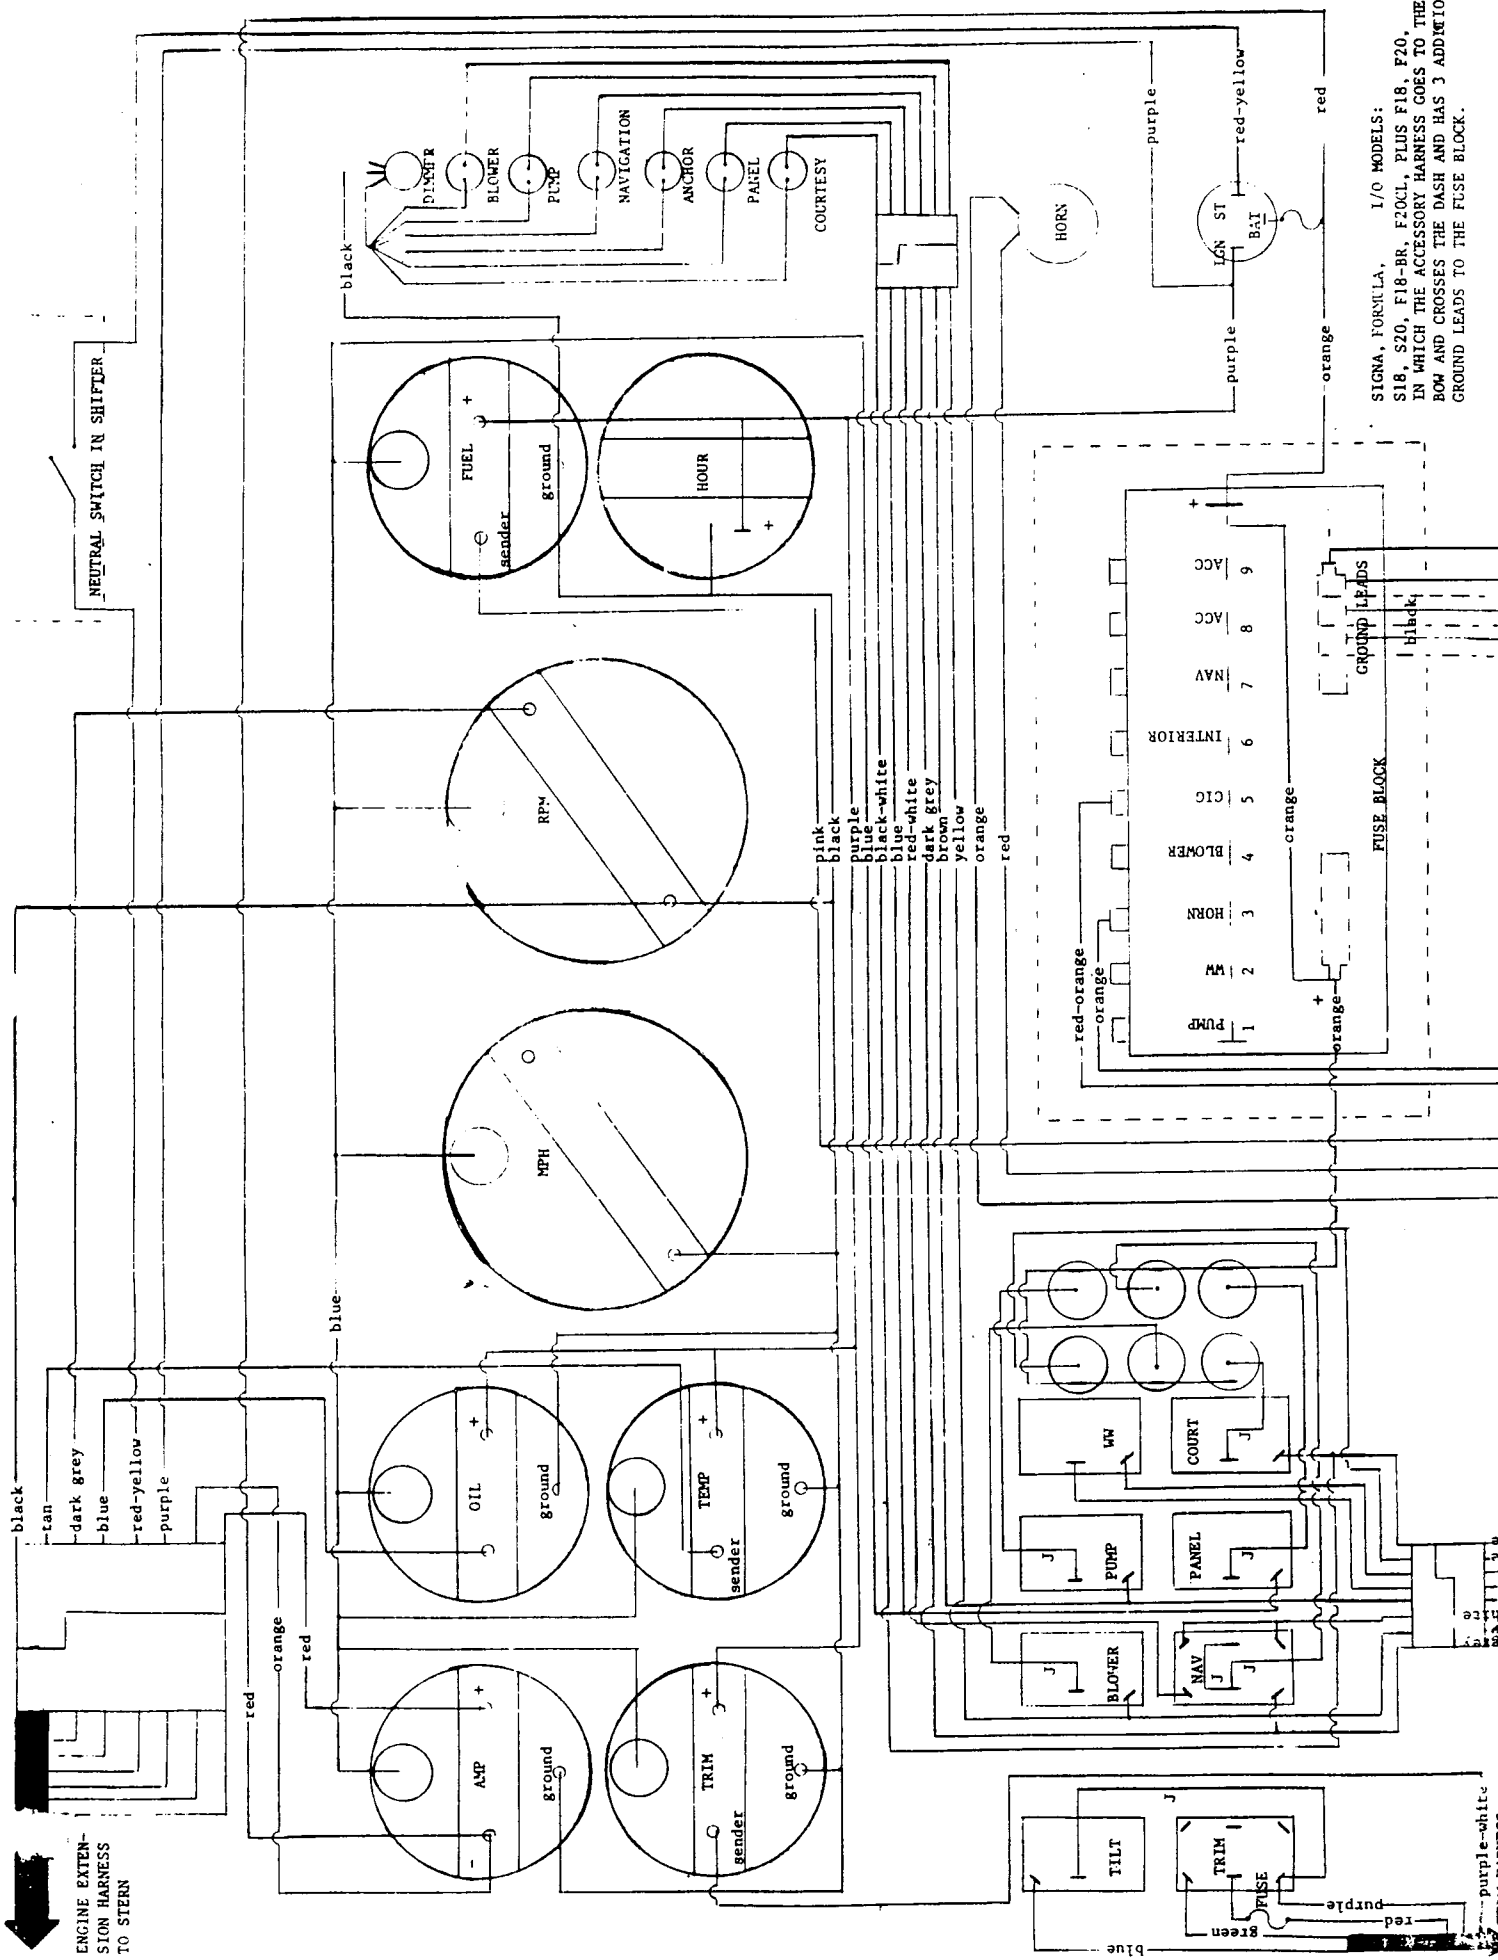 NEUTRAL SWITCH IN SHIFTER
black
DIMMER
BLOWER
PUMP
NAVIGATION
ANCHOR
PANEL
COURTESY
HORN
IGN ST
BAT
purple
red-yellow
red
purple
orange
SIGNA, FORMULA, I/O MODELS:
S18, S20, F18-BR, F20CL, PLUS F18, F20,
IN WHICH THE ACCESSORY HARNESS GOES TO THE
BOW AND CROSSES THE DASH AND HAS 3
GROUND LEADS TO THE FUSE BLOCK.
FUEL +
sender
ground
HOUR
+
RPM
MPH
pink
black
purple
blue
black-white
blue
red-white
dark grey
brown
yellow
orange
red
PUMP 1
WW 2
HORN 3
BLOWER 4
CIG 5
INTERIOR 6
NAV 7
ACC 8
ACC 9
+
GROUND LEADS
black
orange
FUSE BLOCK
+
orange
red-orange
orange
black
tan
dark grey
blue
red-yellow
purple
blue
OIL +
ground
TEMP +
sender
ground
orange
red
red
AMP +
-
ground
TRIM +
sender
ground
ENGINE EXTEN-
SION HARNESS
TO STERN
WW
COURT
J
PUMP
J
PANEL
J
BLOWER
J
NAV
J
J
TILT
J
TRIM
FUSE
purple
red
green
blue
purple-white